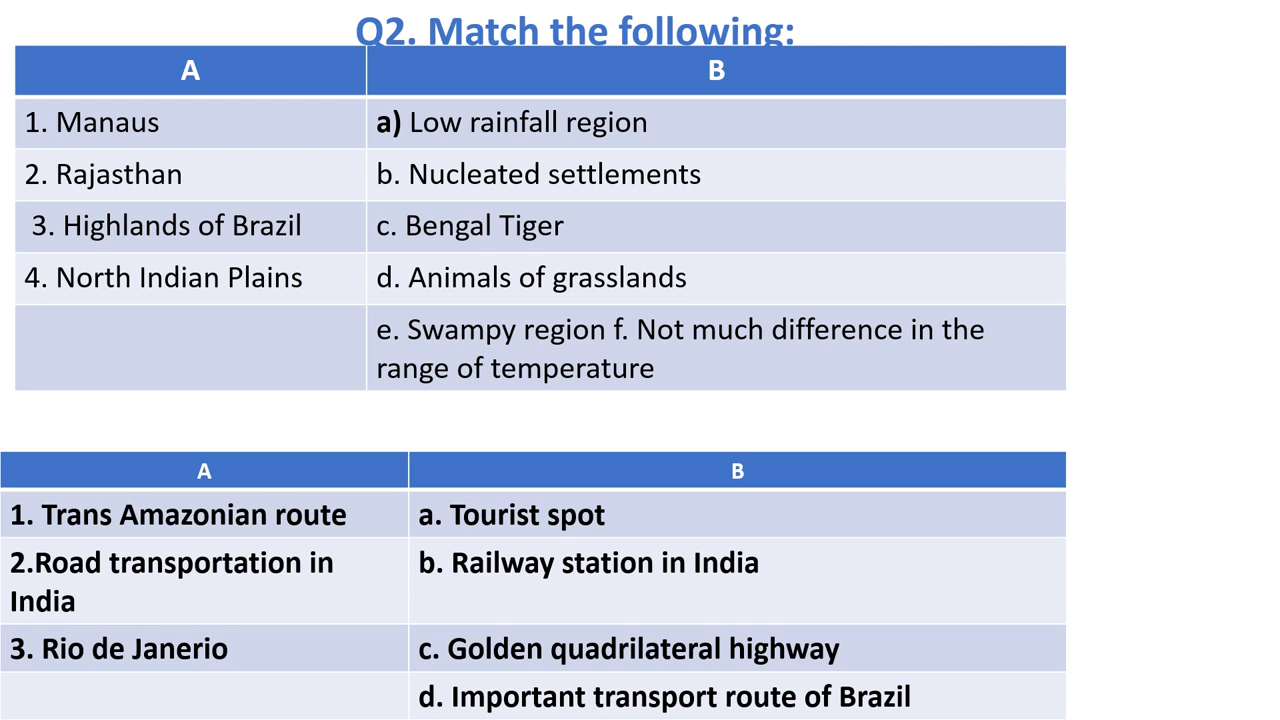 Q2. Match the following:
A B
1. Manaus a) Low rainfall region
2. Rajasthan b. Nucleated settlements
3. Highlands of Brazil c. Bengal Tiger
4. North Indian Plains d. Animals of grasslands
e. Swampy region f. Not much difference in the
range of temperature
A B
1. Trans Amazonian route a. Tourist spot
2.Road transportation in b. Railway station in India
India
3. Rio de Janerio c. Golden quadrilateral highway
d. Important transport route of Brazil